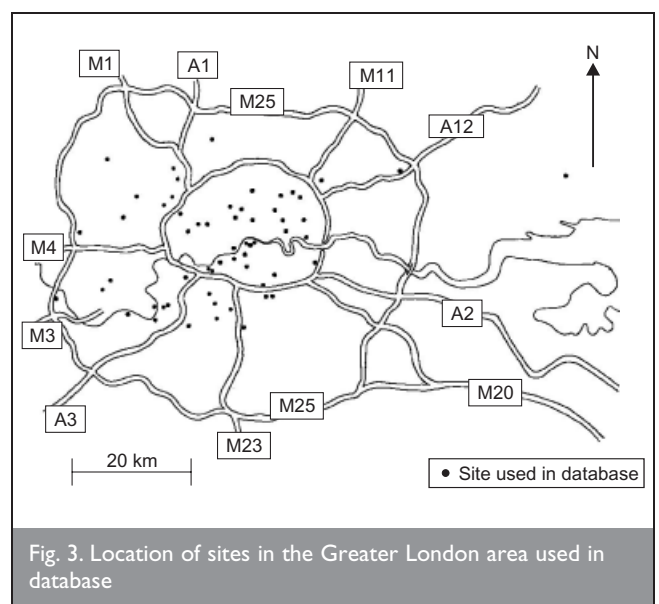 M1
A1
M11
N
M25
A12
M4
M3
A2
A3
M25
M20
M23
20 km
Site used in database
Fig. 3. Location of sites in the Greater London area used in
database